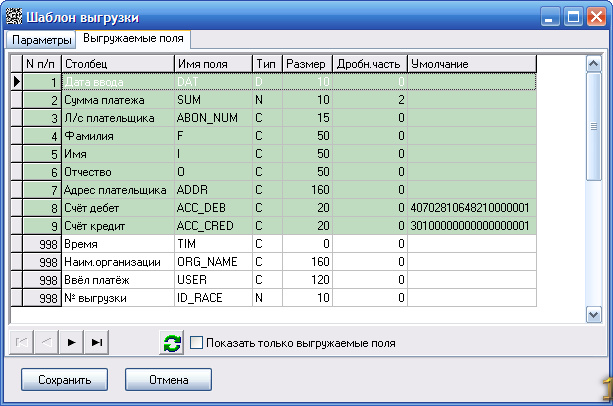 Шаблон выгрузки
Параметры Выгружаемые поля
N п/п Столбец Имя поля Тип Размер Дробн.часть Умолчание
1 Дата ввода DAT D 10 0
2 Сумма платежа SUM N 10 2
3 Л/с плательщика ABON_NUM C 15 0
4 Фамилия F C 50 0
5 Имя I C 50 0
6 Отчество O C 50 0
7 Адрес плательщика ADDR C 160 0
8 Счёт дебет ACC_DEB C 20 0 40702810648210000001
9 Счёт кредит ACC_CRED C 20 0 30100000000000000001
998 Время TIM C 0 0
998 Наим.организации ORG_NAME C 160 0
998 Ввёл платёж USER C 120 0
998 № выгрузки ID_RACE N 10 0
Показать только выгружаемые поля
Сохранить Отмена
1